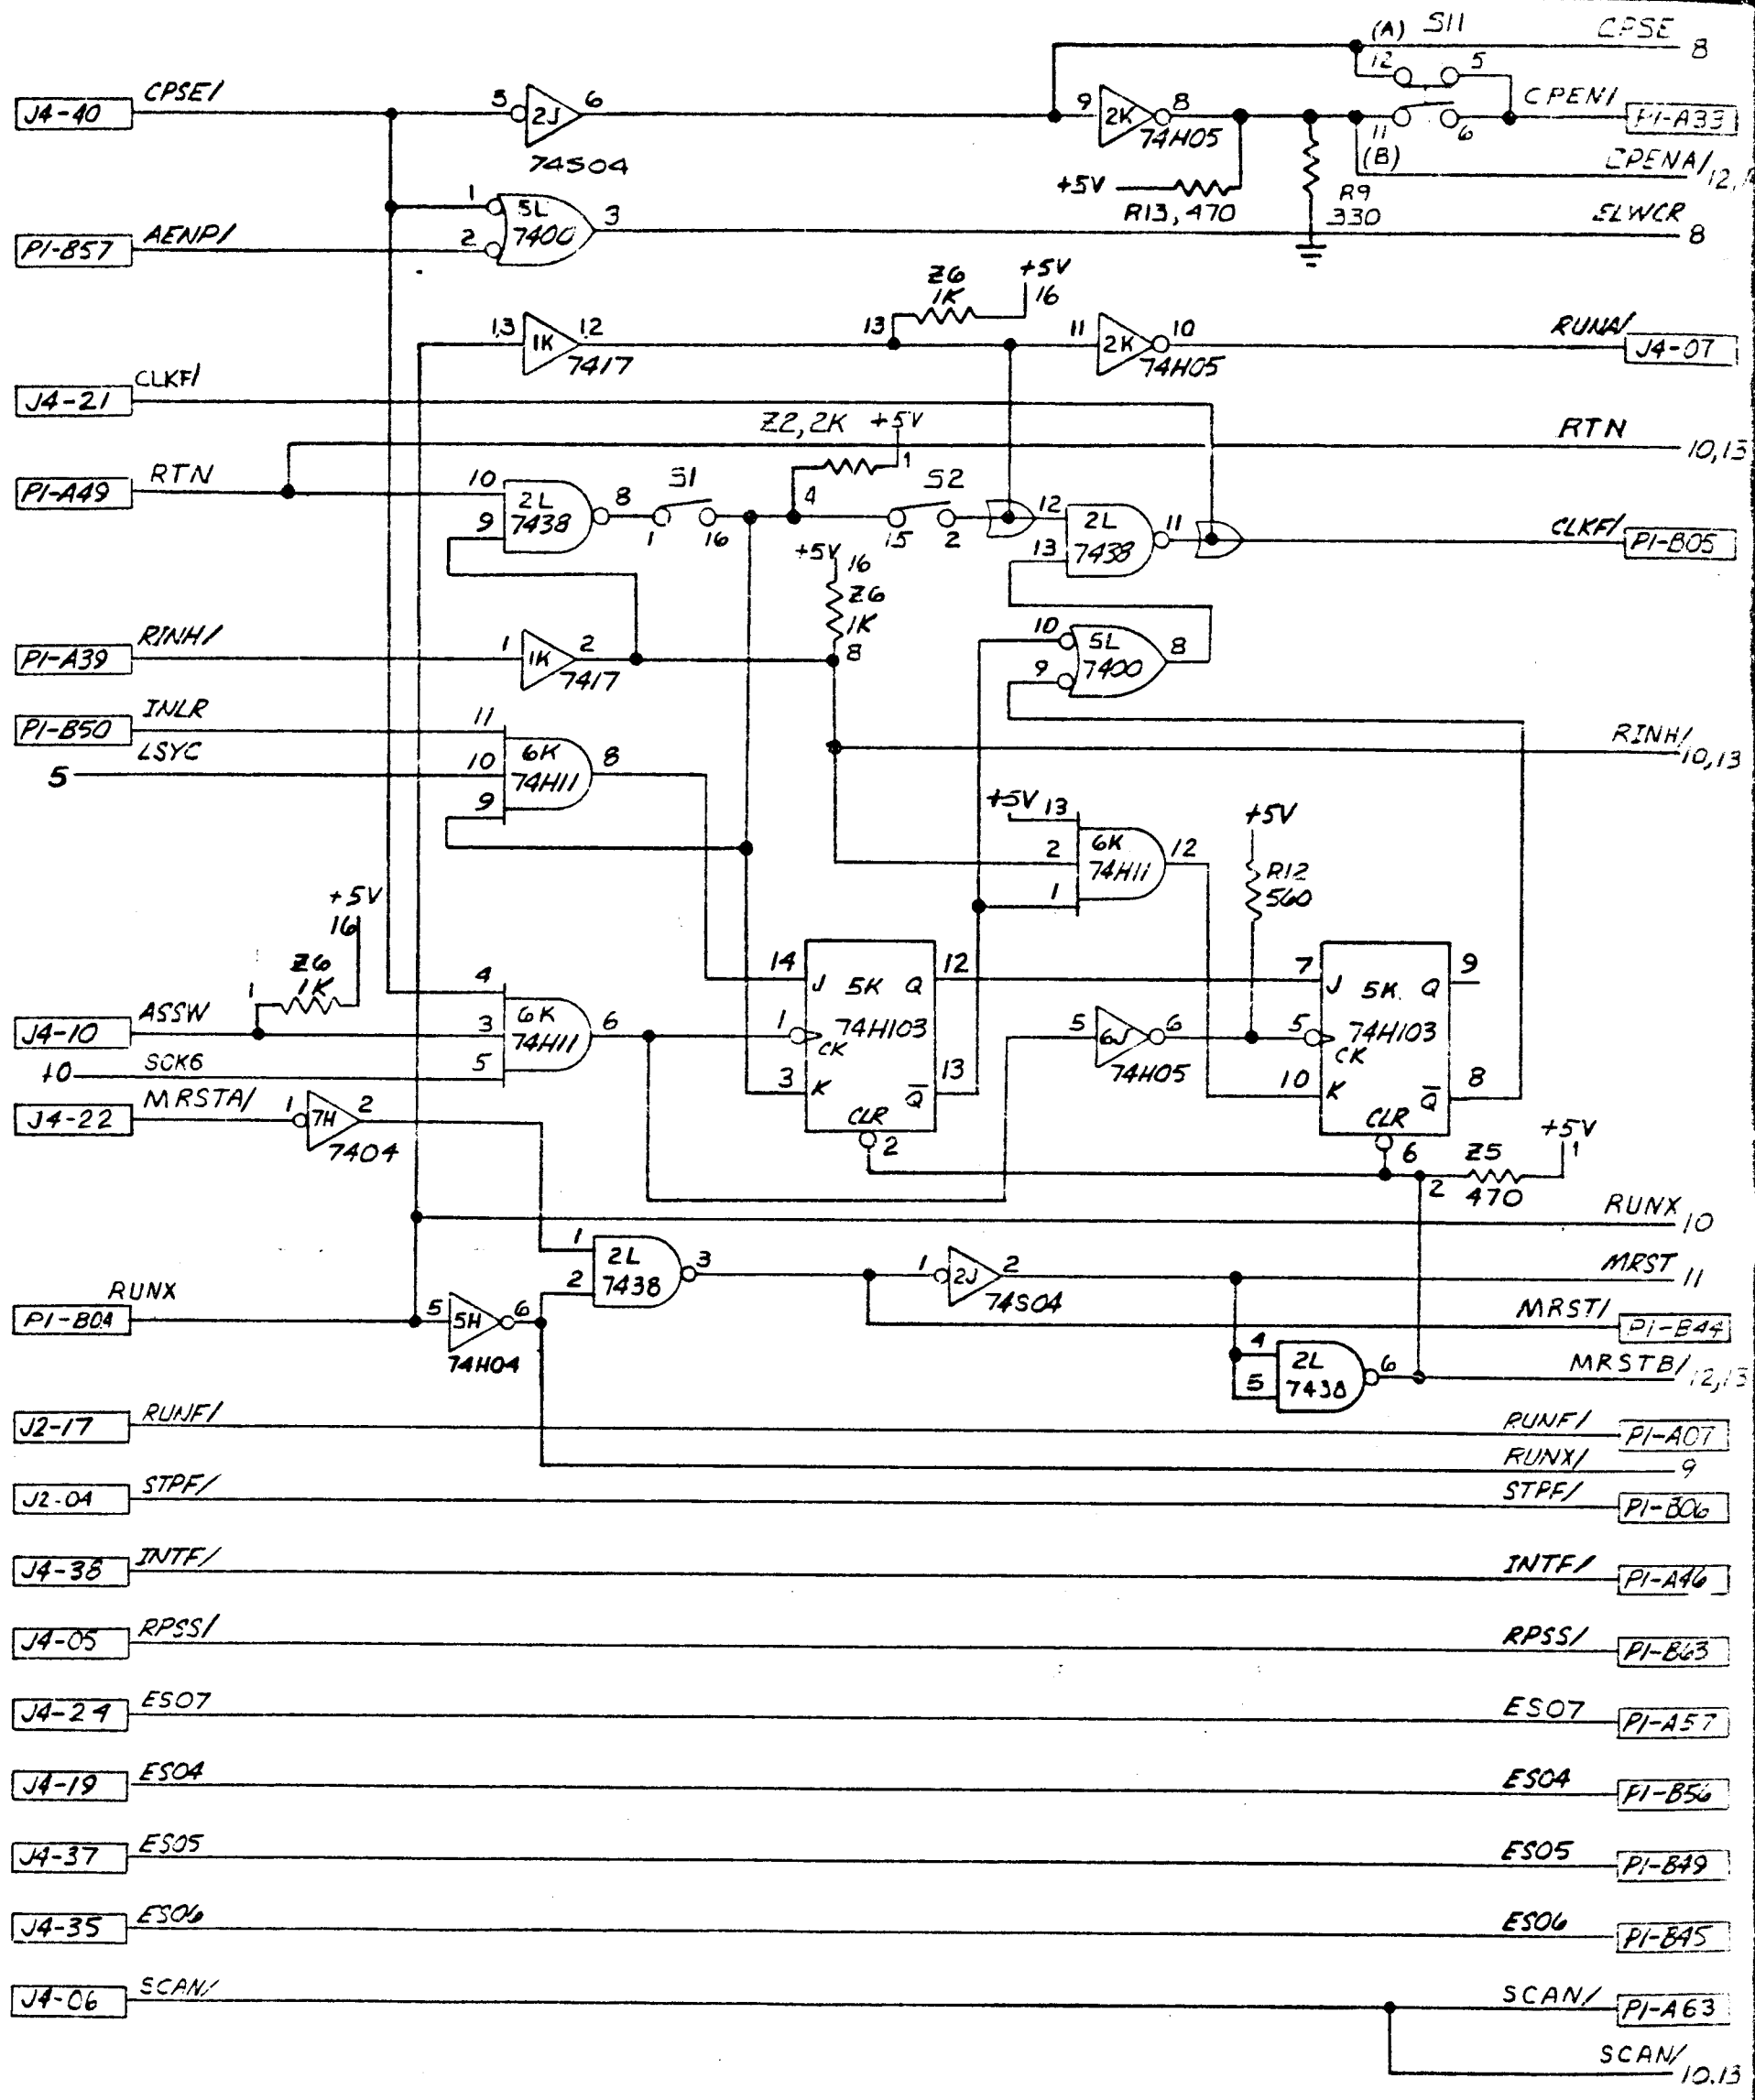 (A) S11 CPSE 8
12 5
J4-40 CPSE/ 5 2J 6 9 2K 8 CPEN/ P1-A33
74S04 74H05 11 6
(B) CPENA/ 12,
+5V R13, 470 R9 330
1 5L 7400 3 ELWCR 8
P1-B57 AENP/ 2
Z6 1K +5V 16
13 1K 12 13 11 2K 10 RUNA/ J4-07
7417 74H05
J4-21 CLKF/
Z2, 2K +5V 1
RTN 10,13
P1-A49 RTN 10 2L 7438 8 S1 4 S2 12 2L 7438 11 CLKF/ P1-B05
9 1 16 15 2 13
+5V 16 Z6 1K 8
10 5L 7400 8
9
P1-A39 RINH/ 1 1K 2
7417
P1-B50 INLR 11
RINH/ 10,13
5 LSYC 10 6K 74H11 8
9
+5V 13 6K 74H11 12
2
1
+5V R12 560
+5V 16
Z6 1K
1
14 J 5K Q 12 7 J 5K Q 9
4
J4-10 ASSW 3 6K 74H11 6 1 CK 74H103 5 6J 6 5 CK 74H103
10 SCK6 5 74H05
3 K Q 13 10 K Q 8
CLR 2 CLR 6
J4-22 MRSTA/ 1 7H 2
7404
Z5 470 +5V 1
2
RUNX 10
1 2L 7438 3 1 2J 2 MRST 11
2 74S04
MRST/ P1-B44
P1-B04 RUNX 5 5H 6
74H04
4 2L 7438 6 MRSTB/ 12,13
5
J2-17 RUNF/ RUNF/ P1-A07
RUNX/ 9
J2-04 STPF/ STPF/ P1-B06
J4-38 INTF/ INTF/ P1-A46
J4-05 RPSS/ RPSS/ P1-B63
J4-24 ES07 ES07 P1-A57
J4-19 ES04 ES04 P1-B56
J4-37 ES05 ES05 P1-B49
J4-35 ES06 ES06 P1-B45
J4-06 SCAN/ SCAN/ P1-A63
SCAN/ 10.13